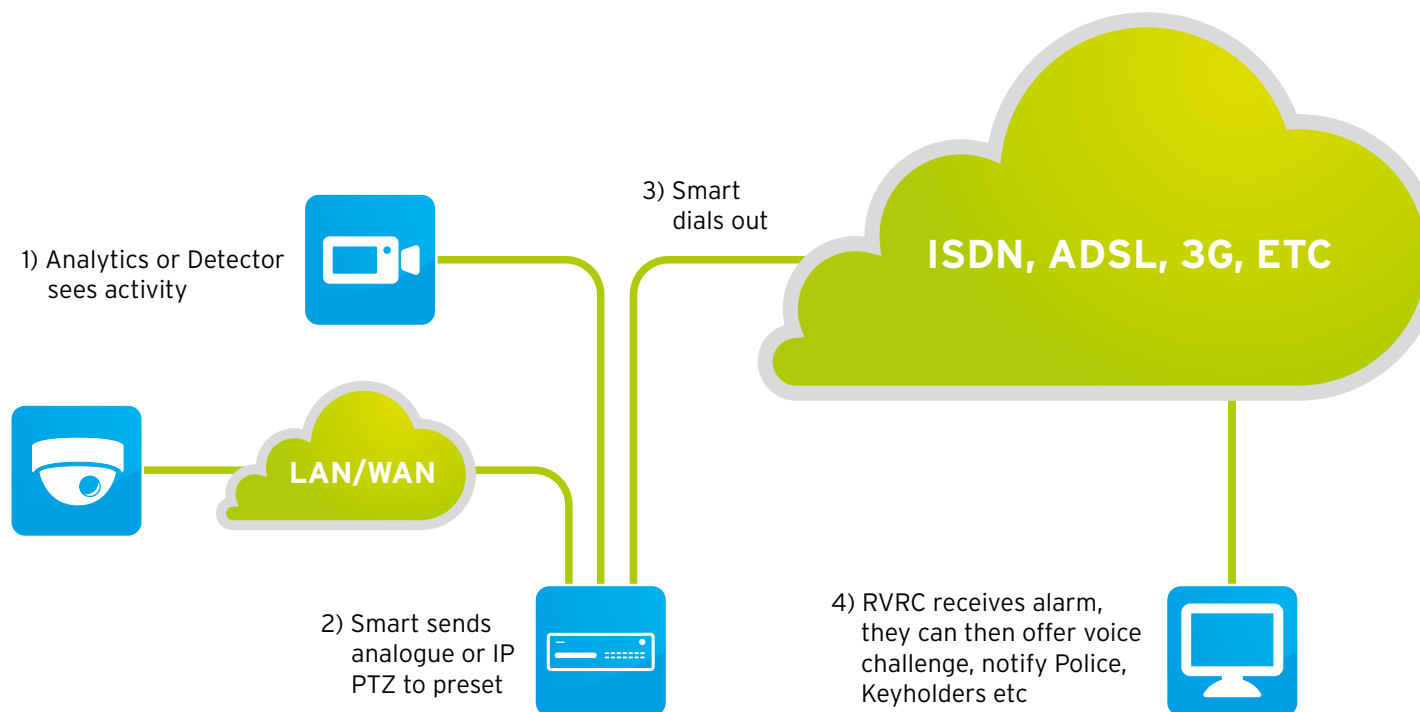 1) Analytics or Detector
sees activity
LAN/WAN
2) Smart sends
analogue or IP
PTZ to preset
3) Smart
dials out
ISDN, ADSL, 3G, ETC
4) RVRC receives alarm,
they can then offer voice
challenge, notify Police,
Keyholders etc